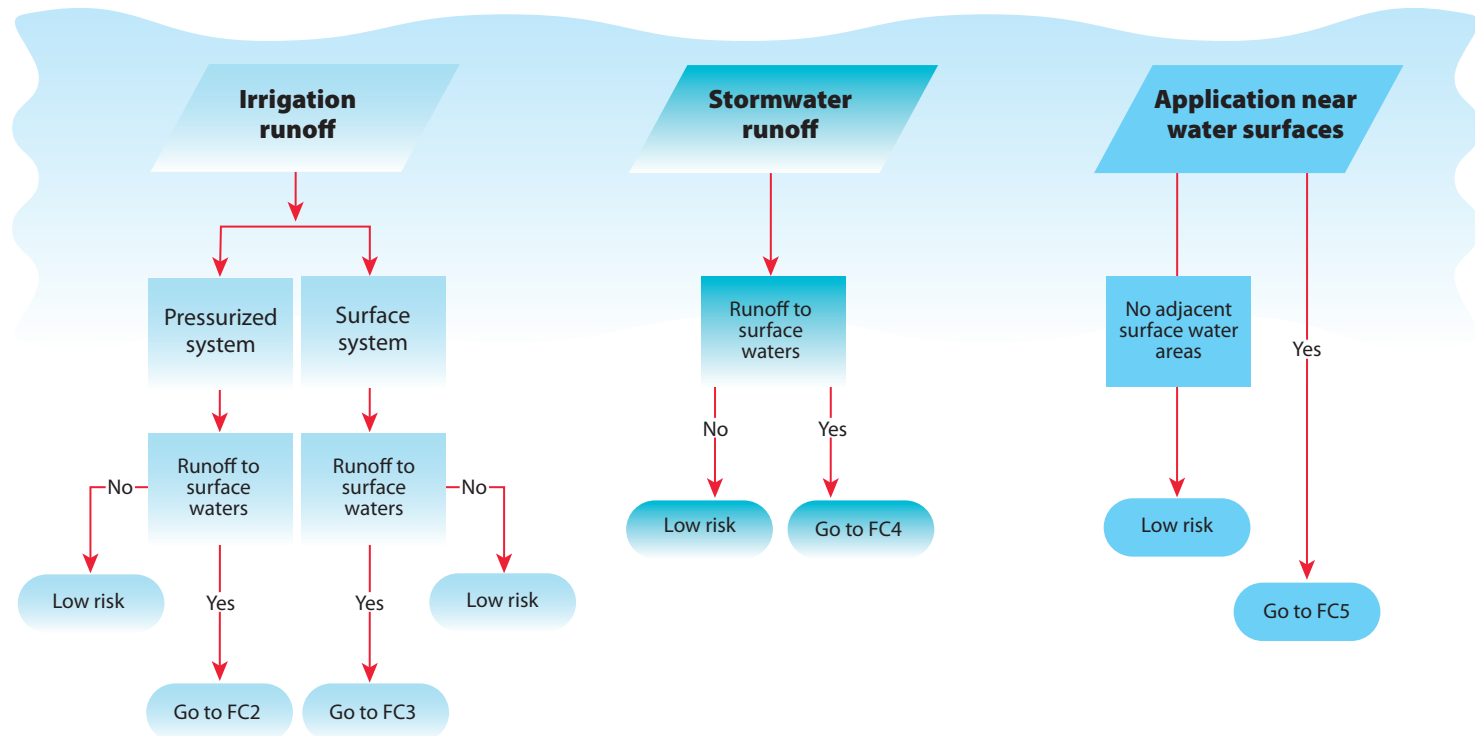 Irrigation
runoff
Pressurized
system
Surface
system
Runoff to
surface
waters
Runoff to
surface
waters
No
No
Low risk
Yes
Yes
Low risk
Go to FC2
Go to FC3
Stormwater
runoff
Runoff to
surface
waters
No
Yes
Low risk
Go to FC4
Application near
water surfaces
No adjacent
surface water
areas
Yes
Low risk
Go to FC5